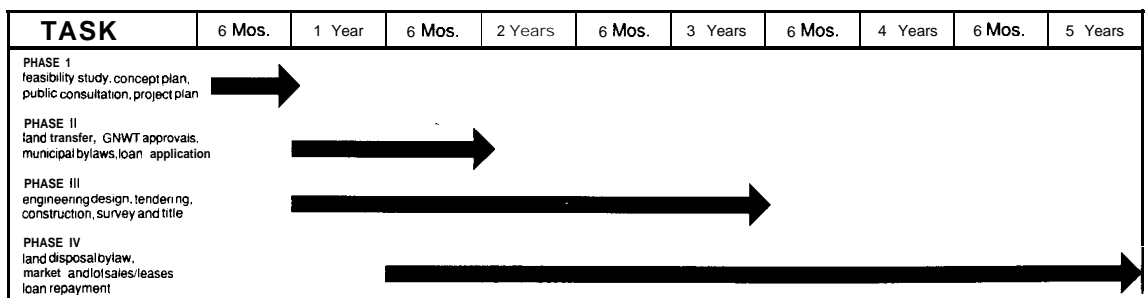 TASK 6 Mos. 1 Year 6 Mos. 2 Years 6 Mos. 3 Years 6 Mos. 4 Years 6 Mos. 5 Years
PHASE 1
feasibility study, concept plan,
public consultation, project plan
PHASE II
land transfer, GNWT approvals,
municipal bylaws, loan application
PHASE III
engineering design, tendering,
construction, survey and title
PHASE IV
land disposal bylaw,
market and lot sales/leases
loan repayment